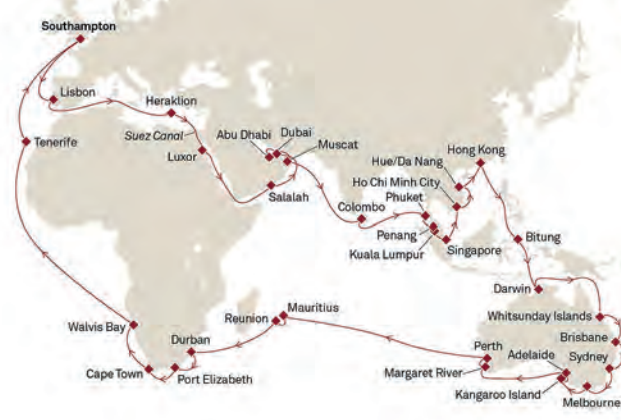 Southampton
Lisbon
Heraklion
Suez Canal
Luxor
Tenerife
Abu Dhabi
Dubai
Muscat
Salalah
Hue/Da Nang
Hong Kong
Ho Chi Minh City
Phuket
Colombo
Penang
Kuala Lumpur
Singapore
Bitung
Darwin
Whitsunday Islands
Brisbane
Sydney
Adelaide
Perth
Margaret River
Kangaroo Island
Melbourne
Mauritius
Reunion
Durban
Port Elizabeth
Cape Town
Walvis Bay